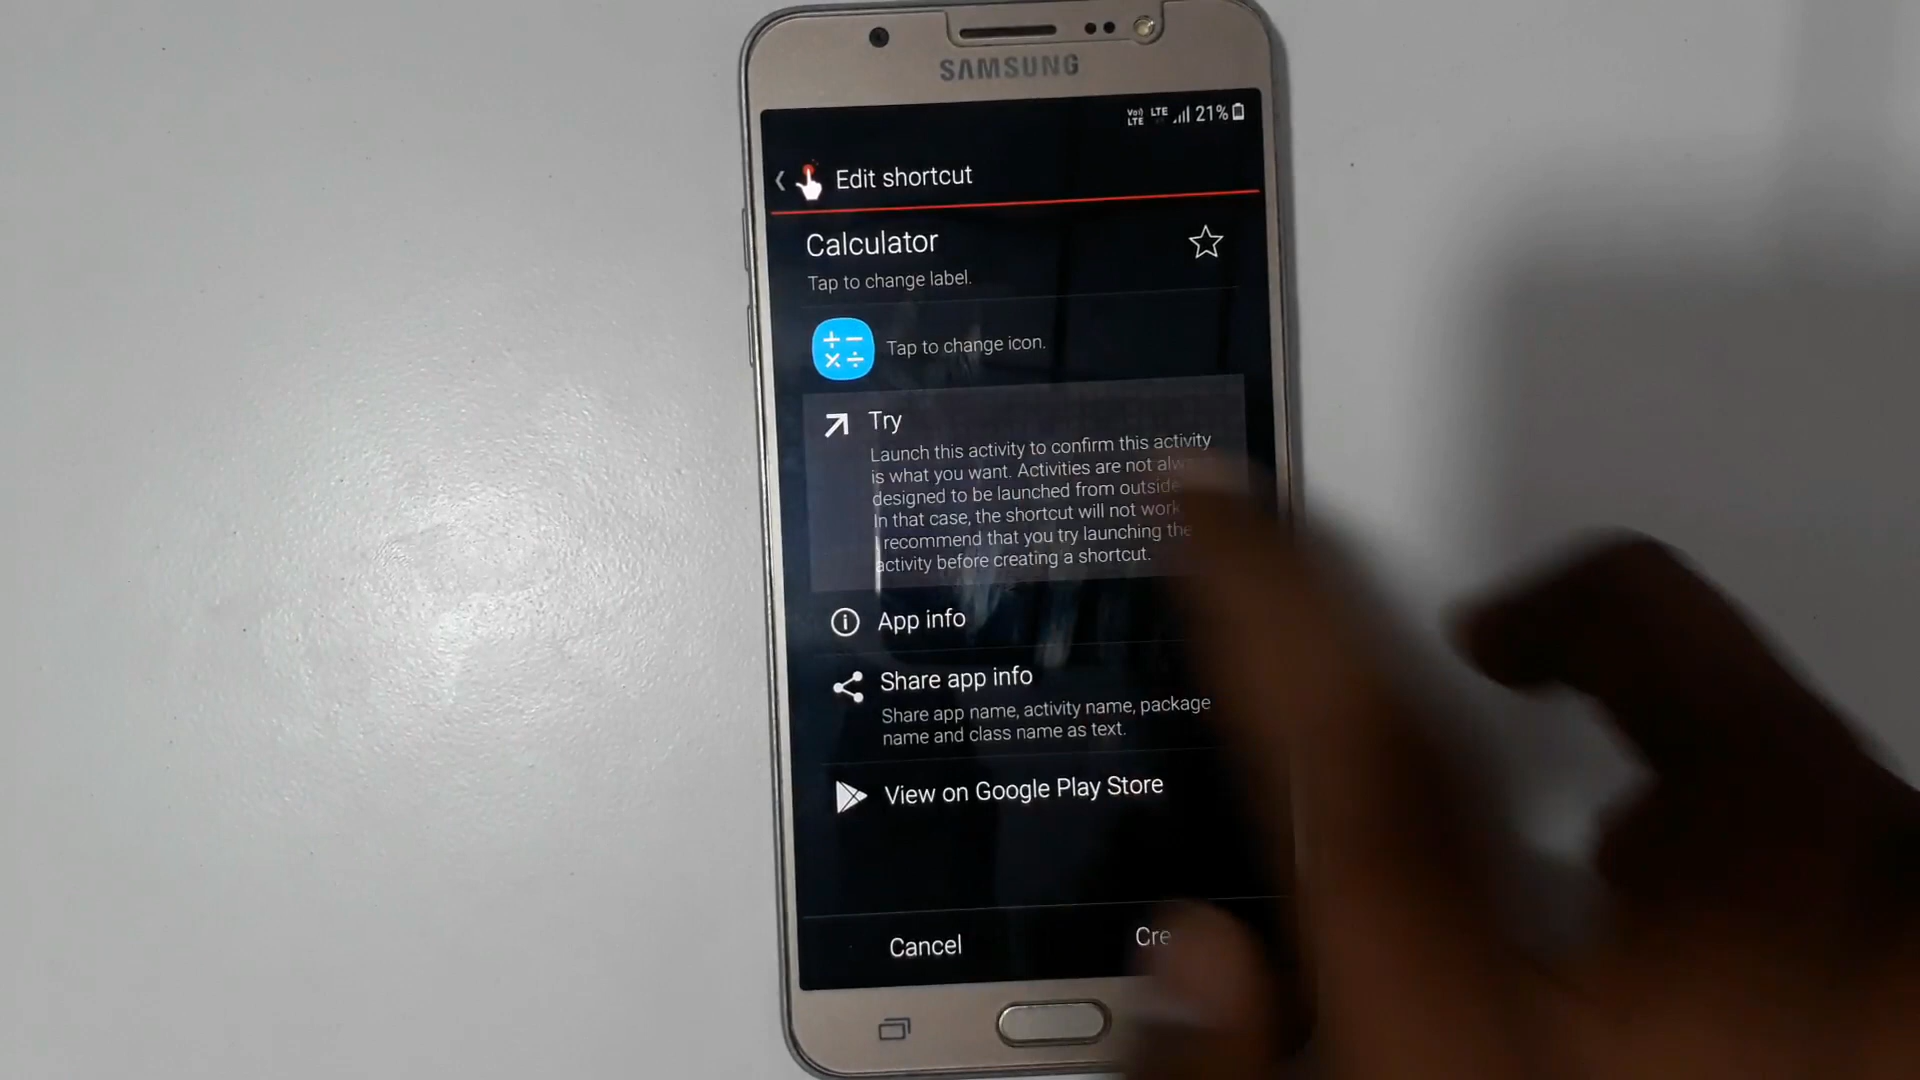 SAMSUNG
Vo)) LTE LTE 21%
Edit shortcut
Calculator
Tap to change label.
Tap to change icon.
Try
Launch this activity to confirm this activity
is what you want. Activities are not
designed to be launched from outside
In that case, the shortcut will not work
I recommend that you try launching the
activity before creating a shortcut.
App info
Share app info
Share app name, activity name, package
name and class name as text.
View on Google Play Store
Cancel
Cre